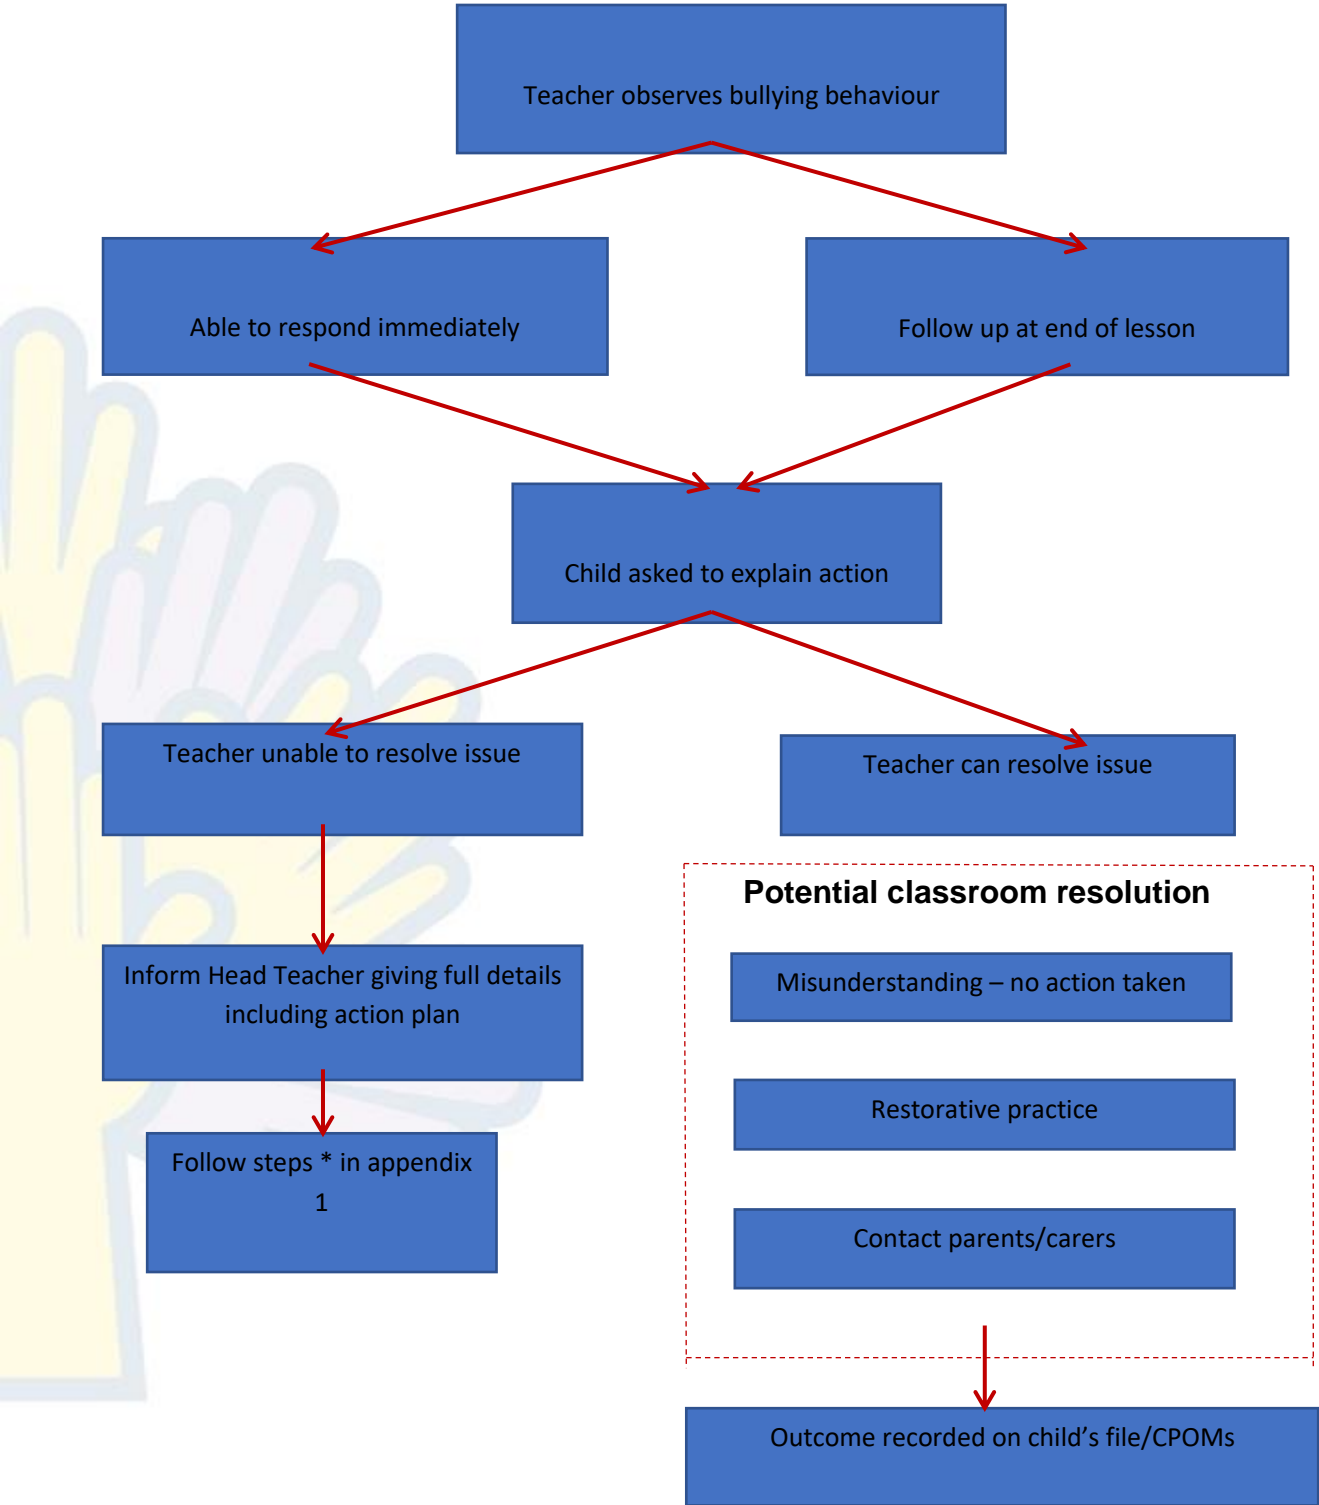 Teacher observes bullying behaviour
Able to respond immediately
Follow up at end of lesson
Child asked to explain action
Teacher unable to resolve issue
Teacher can resolve issue
Potential classroom resolution
Inform Head Teacher giving full details
including action plan
Misunderstanding – no action taken
Restorative practice
Follow steps * in appendix
1
Contact parents/carers
Outcome recorded on child’s file/CPOMs